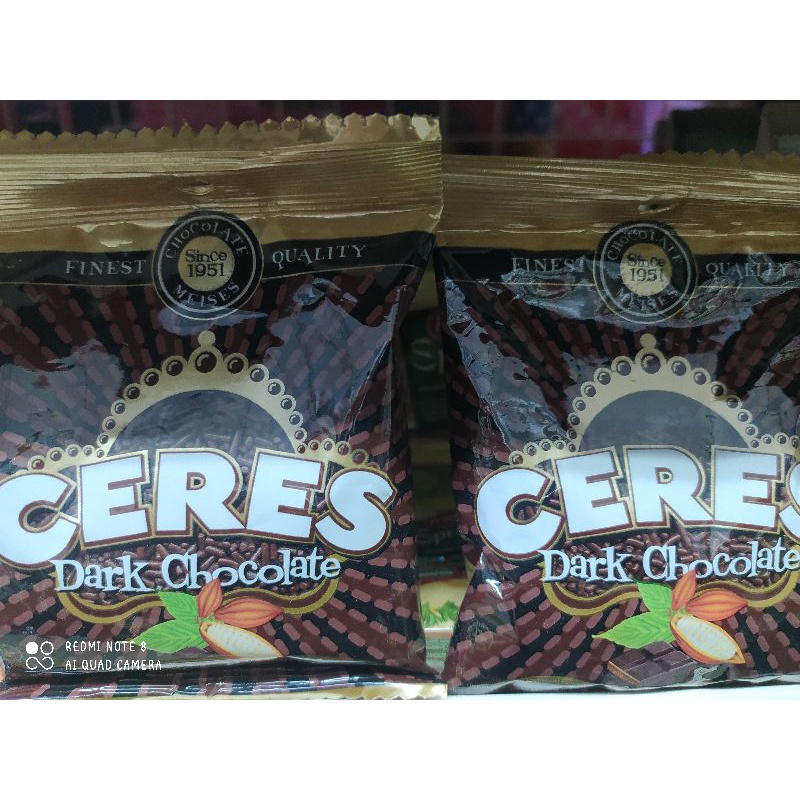 FINEST QUALITY
CHOCOLATE
Since
1951
MEISES
CERES
Dark Chocolate
FINEST QUALITY
CHOCOLATE
Since
1951
MEISES
CERES
Dark Chocolate
REDMI NOTE 8
AI QUAD CAMERA